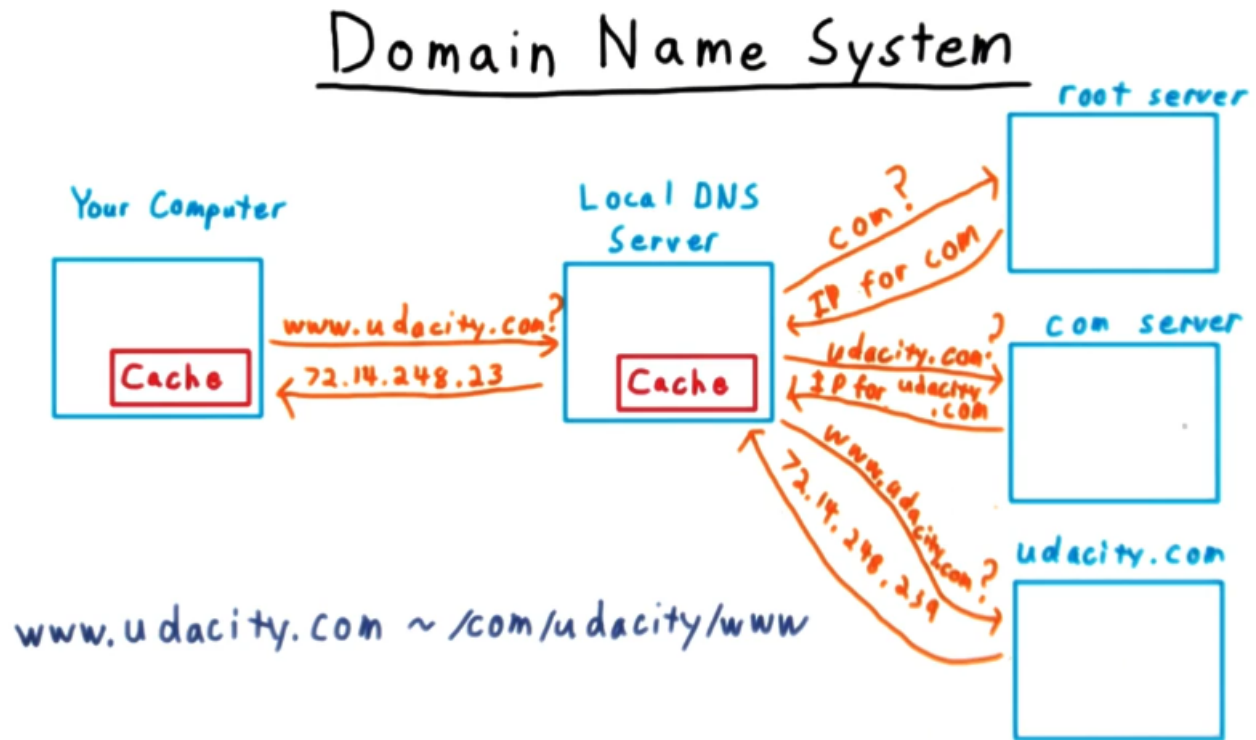 Domain Name System
root server
Your Computer
Local DNS
Server
com?
IP for com
www.udacity.com?
72.14.248.23
Cache
Cache
com server
udacity.com?
IP for udacity
.com
www.udacity.com?
72.14.248.239
udacity.com
www.udacity.com ~ /com/udacity/www